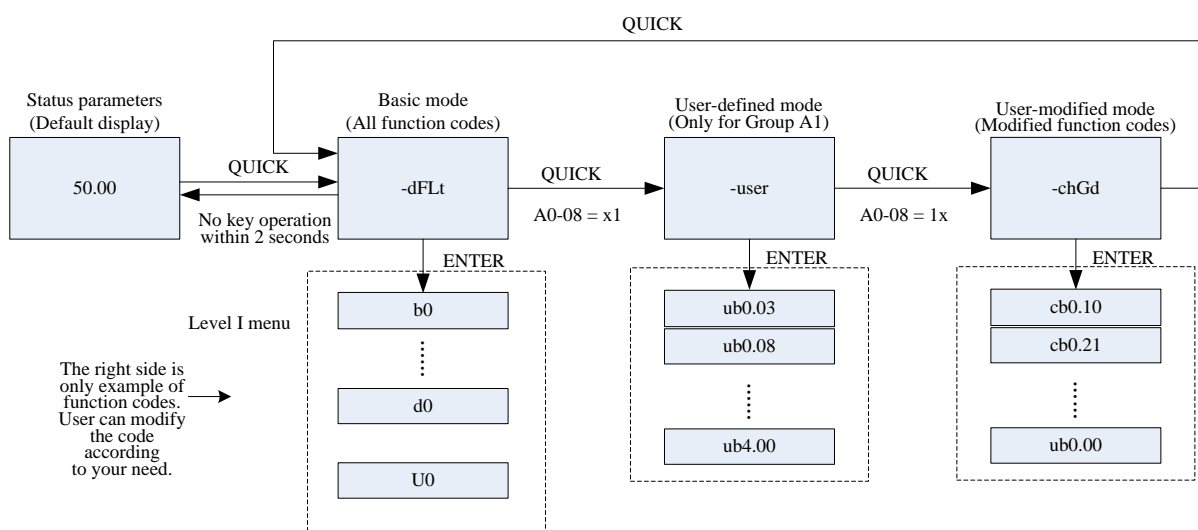 QUICK
Status parameters
(Default display)
Basic mode
(All function codes)
User-defined mode
(Only for Group A1)
User-modified mode
(Modified function codes)
50.00
QUICK
-dFLt
QUICK
-user
QUICK
-chGd
No key operation
within 2 seconds
A0-08 = x1
A0-08 = 1x
ENTER
ENTER
ENTER
Level I menu
b0
d0
U0
ub0.03
ub0.08
ub4.00
cb0.10
cb0.21
ub0.00
The right side is
only example of
function codes.
User can modify
the code
according
to your need.